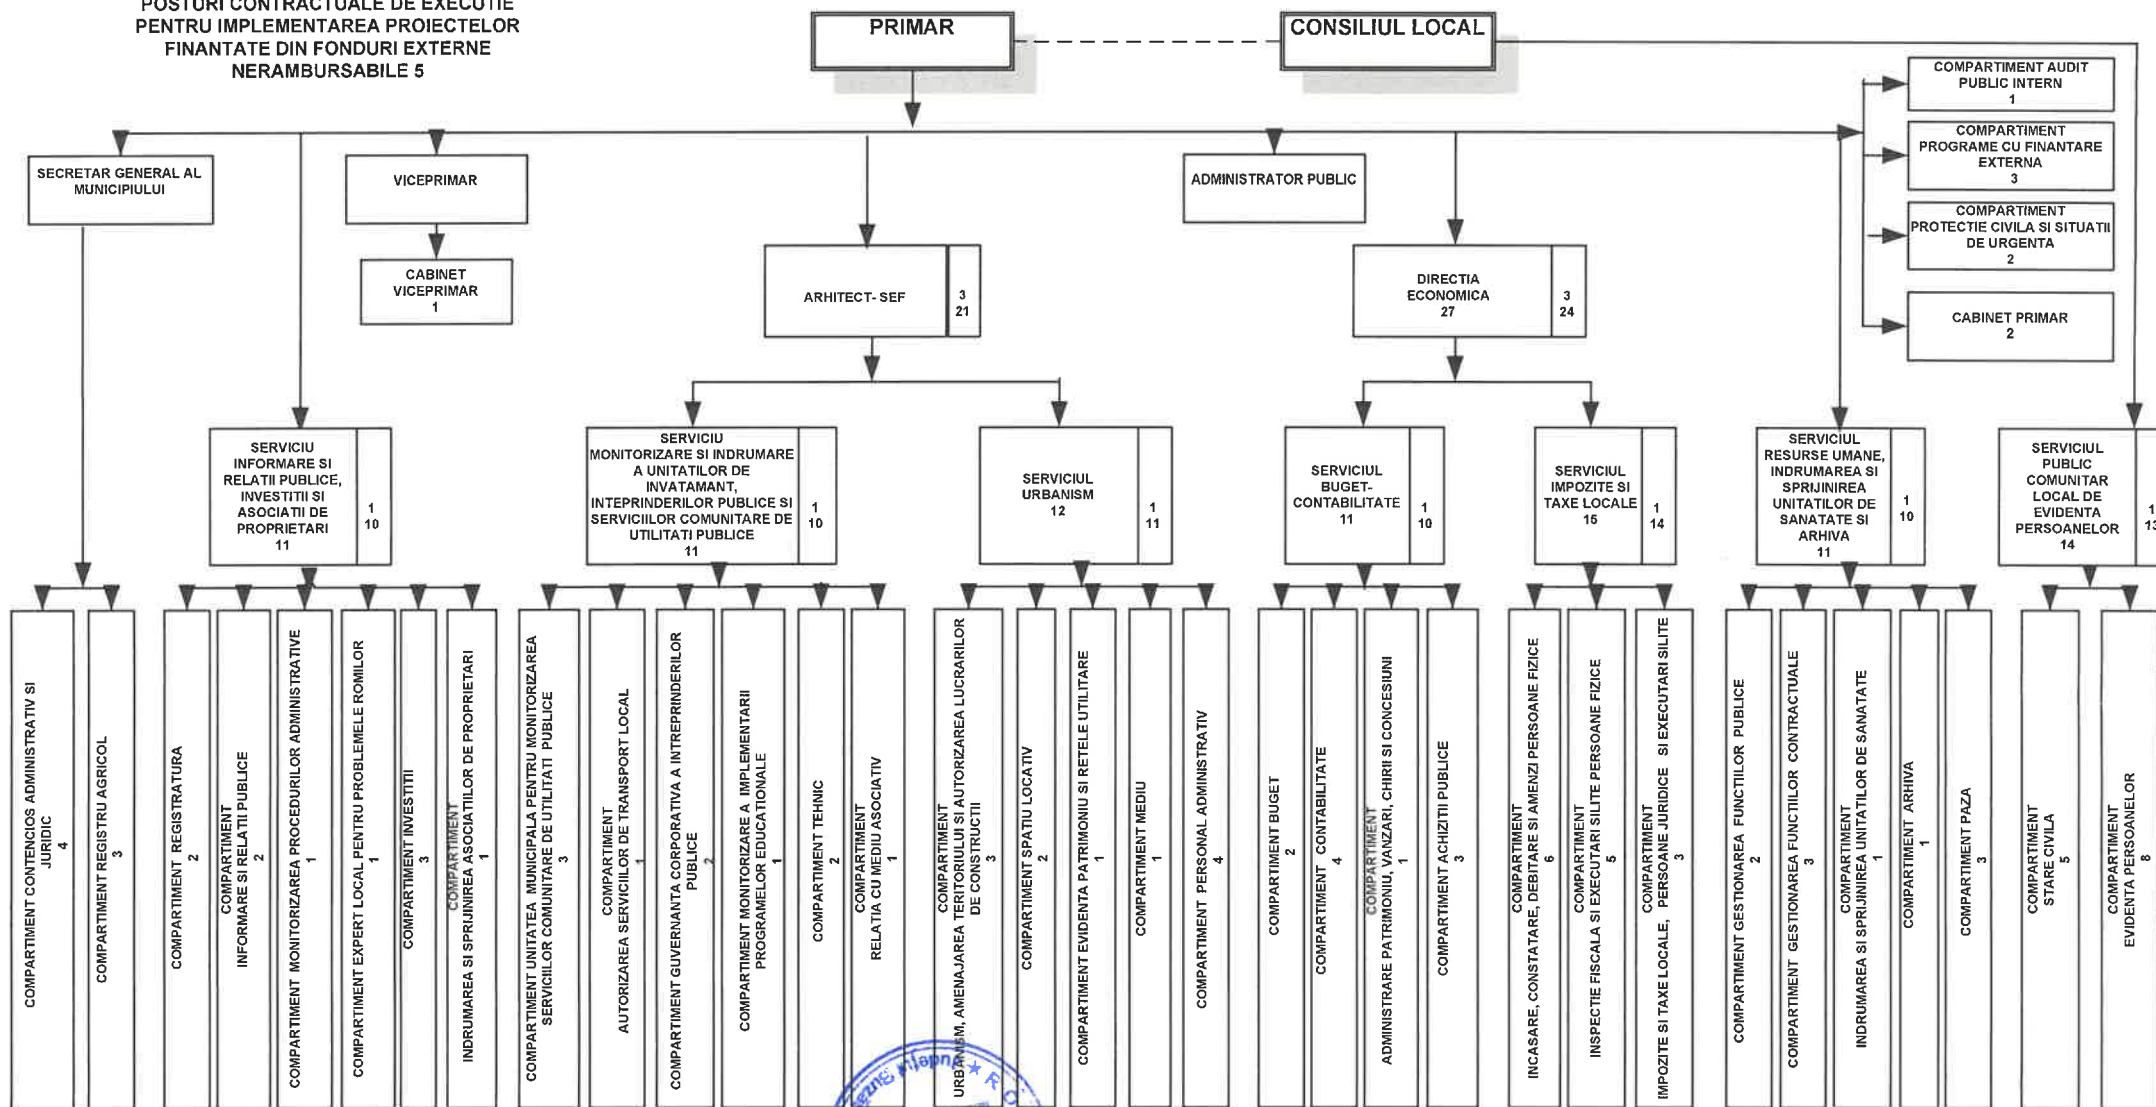 POSTURI CONTRACTUALE DE EXECUTIE
PENTRU IMPLEMENTAREA PROIECTELOR
FINANTATE DIN FONDURI EXTERNE
NERAMBURSABILE 5
PRIMAR
CONSILIUL LOCAL
COMPARTIMENT AUDIT
PUBLIC INTERN
1
COMPARTIMENT
PROGRAME CU FINANTARE
EXTERNA
3
COMPARTIMENT
PROTECTIE CIVILA SI SITUATII
DE URGENTA
2
CABINET PRIMAR
2
SECRETAR GENERAL AL
MUNICIPIULUI
VICEPRIMAR
CABINET
VICEPRIMAR
1
ADMINISTRATOR PUBLIC
ARHITECT- SEF
3
21
DIRECTIA
ECONOMICA
27
3
24
SERVICIU
INFORMARE SI
RELATII PUBLICE,
INVESTITII SI
ASOCIATII DE
PROPRIETARI
11
1
10
SERVICIU
MONITORIZARE SI INDRUMARE
A UNITATILOR DE
INVATAMANT,
INTEPRINDERILOR PUBLICE SI
SERVICIILOR COMUNITARE DE
UTILITATI PUBLICE
11
1
10
SERVICIUL
URBANISM
12
1
11
SERVICIUL
BUGET-
CONTABILITATE
11
1
10
SERVICIUL
IMPOZITE SI
TAXE LOCALE
15
1
14
SERVICIUL
RESURSE UMANE,
INDRUMAREA SI
SPRIJINIREA
UNITATILOR DE
SANATATE SI
ARHIVA
11
1
10
SERVICIUL
PUBLIC
COMUNITAR
LOCAL DE
EVIDENTA
PERSOANELOR
14
1
13
COMPARTIMENT CONTENCIOS ADMINISTRATIV SI
JURIDIC
4
COMPARTIMENT REGISTRU AGRICOL
3
COMPARTIMENT REGISTRATURA
2
COMPARTIMENT
INFORMARE SI RELATII PUBLICE
2
COMPARTIMENT MONITORIZAREA PROCEDURILOR ADMINISTRATIVE
1
COMPARTIMENT EXPERT LOCAL PENTRU PROBLEMELE ROMILOR
1
COMPARTIMENT INVESTITII
3
COMPARTIMENT
INDRUMAREA SI SPRIJINIREA ASOCIATIILOR DE PROPRIETARI
1
COMPARTIMENT UNITATEA MUNICIPALA PENTRU MONITORIZAREA
SERVICIILOR COMUNITARE DE UTILITATI PUBLICE
3
COMPARTIMENT
AUTORIZAREA SERVICIILOR DE TRANSPORT LOCAL
1
COMPARTIMENT GUVERNANTA CORPORATIVA A INTREPRINDERILOR
PUBLICE
2
COMPARTIMENT MONITORIZARE A IMPLEMENTARII
PROGRAMELOR EDUCATIONALE
1
COMPARTIMENT TEHNIC
2
COMPARTIMENT
RELATIA CU MEDIU ASOCIATIV
1
COMPARTIMENT
URBANISM, AMENAJAREA TERITORIULUI SI AUTORIZAREA LUCRARILOR
DE CONSTRUCTII
3
COMPARTIMENT SPATIU LOCATIV
2
COMPARTIMENT EVIDENTA PATRIMONIU SI RETELE UTILITARE
1
COMPARTIMENT MEDIU
1
COMPARTIMENT PERSONAL ADMINISTRATIV
4
COMPARTIMENT BUGET
2
COMPARTIMENT CONTABILITATE
4
COMPARTIMENT
ADMINISTRARE PATRIMONIU, VANZARI, CHIRII SI CONCESIUNI
1
COMPARTIMENT ACHIZITII PUBLICE
3
COMPARTIMENT
INCASARE, CONSTATARE, DEBITARE SI AMENZI PERSOANE FIZICE
6
COMPARTIMENT
INSPECTIE FISCALA SI EXECUTARI SILITE PERSOANE FIZICE
5
COMPARTIMENT
IMPOZITE SI TAXE LOCALE, PERSOANE JURIDICE SI EXECUTARI SILITE
3
COMPARTIMENT GESTIONAREA FUNCTIILOR PUBLICE
2
COMPARTIMENT GESTIONAREA FUNCTIILOR CONTRACTUALE
3
COMPARTIMENT
INDRUMAREA SI SPRIJINIREA UNITATILOR DE SANATATE
1
COMPARTIMENT ARHIVA
1
COMPARTIMENT PAZA
3
COMPARTIMENT
STARE CIVILA
5
COMPARTIMENT
EVIDENTA PERSOANELOR
8
Județul Buzău ★ R O